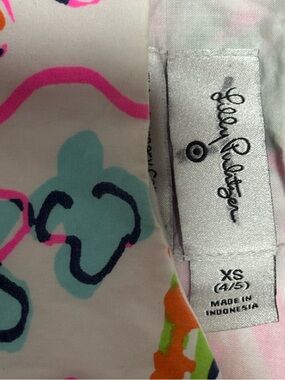 Lilly Pulitzer
XS
(4/5)
MADE IN
INDONESIA